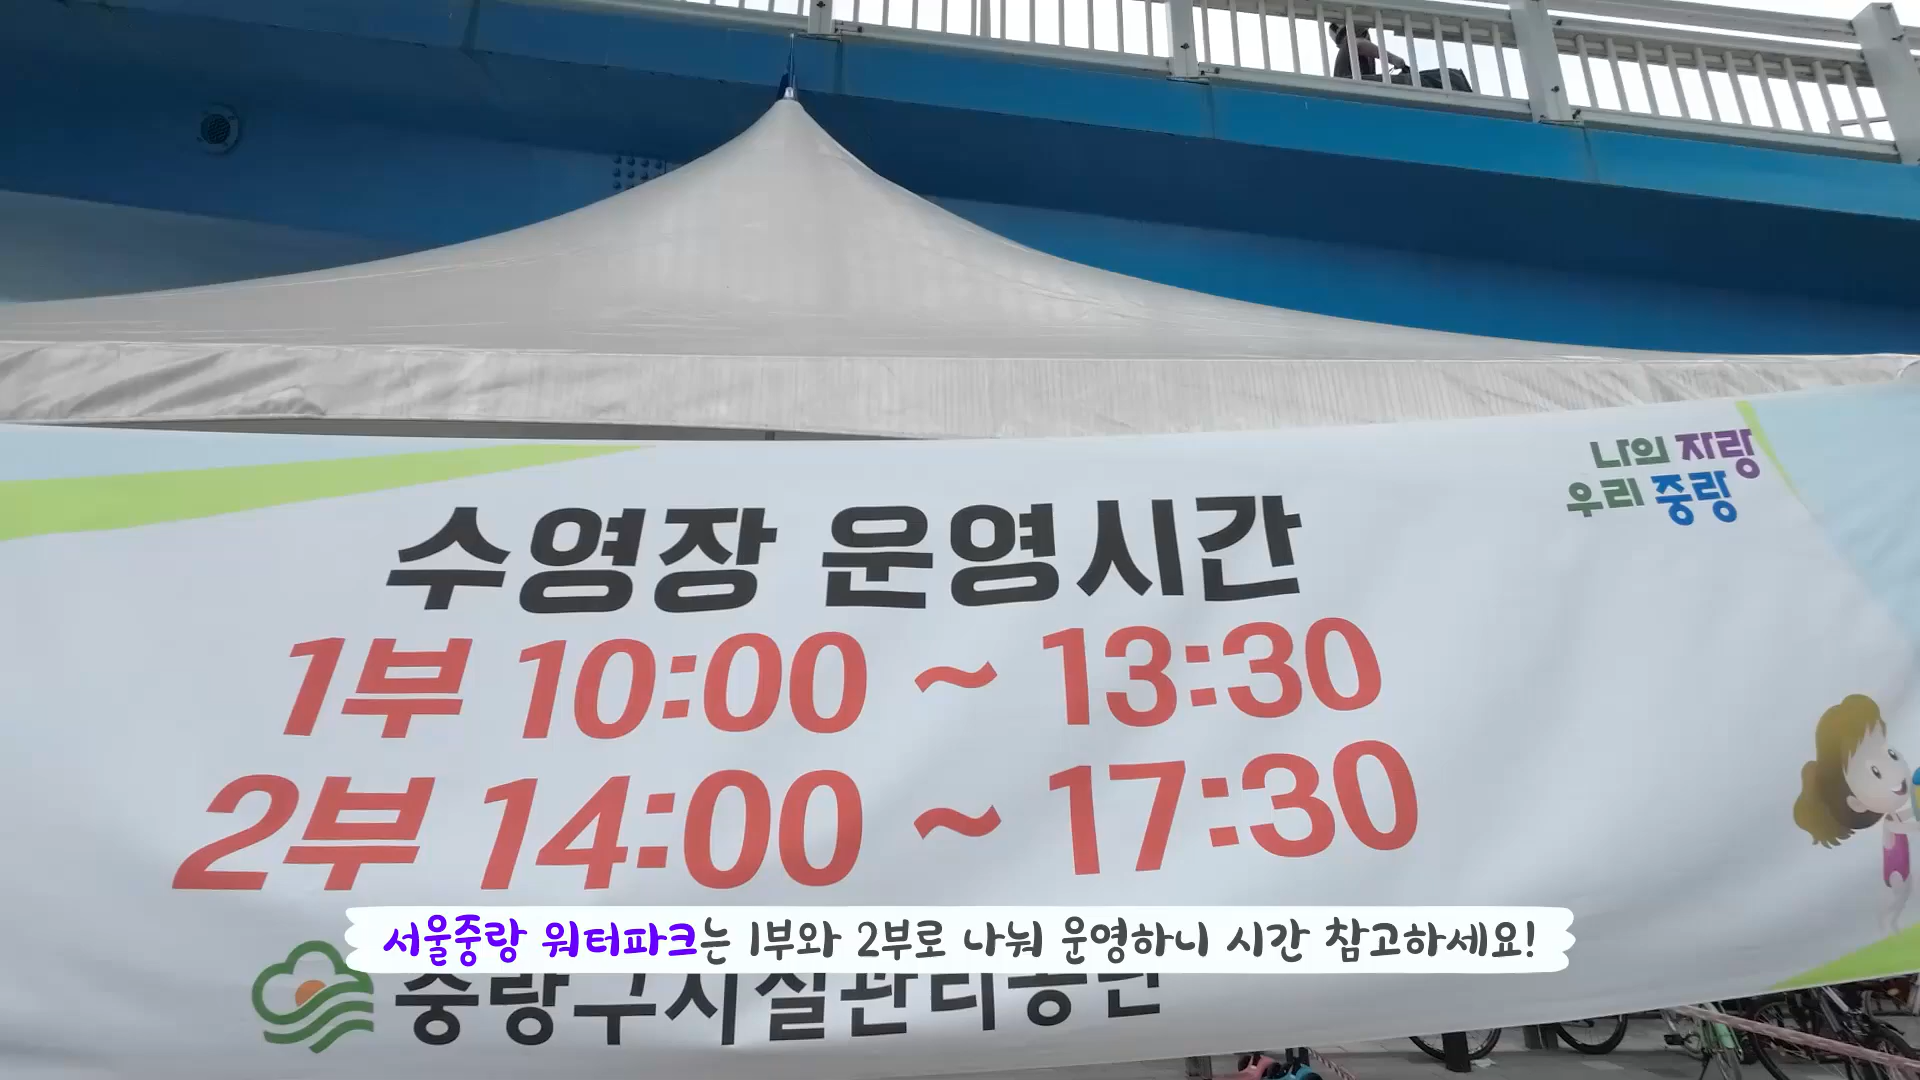 나의 자랑
우리 중랑
수영장 운영시간
1부 10:00 ~ 13:30
2부 14:00 ~ 17:30
서울중랑 워터파크는 1부와 2부로 나눠 운영하니 시간 참고하세요!
중랑구시설관리공단